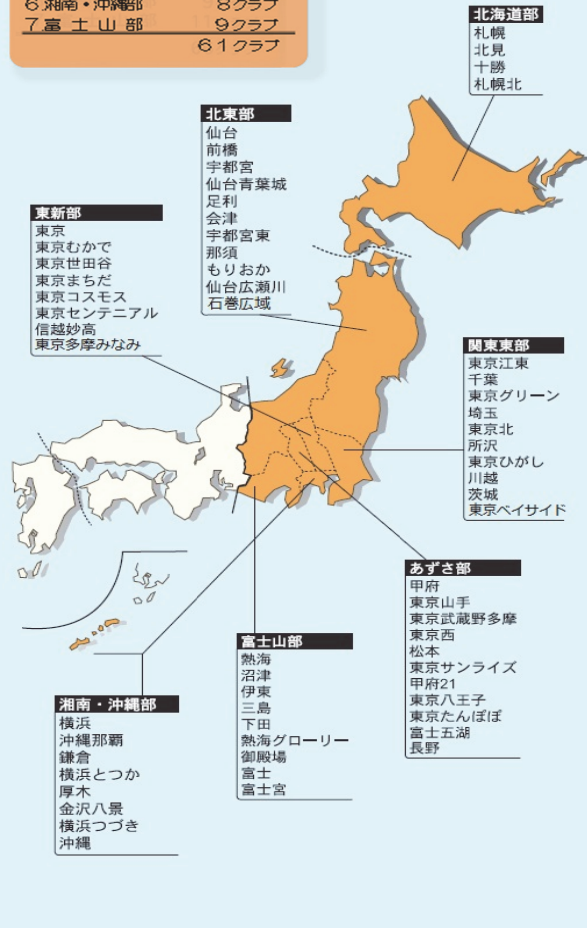 6.湘南・沖縄部 8クラブ
7.富士山部 9クラブ
61クラブ
北海道部
札幌
北見
十勝
札幌北
北東部
仙台
前橋
宇都宮
仙台青葉城
足利
会津
宇都宮東
那須
もりおか
仙台広瀬川
石巻広域
東新部
東京
東京むかで
東京世田谷
東京まちだ
東京コスモス
東京センテニアル
信越妙高
東京多摩みなみ
関東東部
東京江東
千葉
東京グリーン
埼玉
東京北
所沢
東京ひがし
川越
茨城
東京ベイサイド
あずさ部
甲府
東京山手
東京武蔵野多摩
東京西
松本
東京サンライズ
甲府21
東京八王子
東京たんぽぽ
富士五湖
長野
富士山部
熱海
沼津
伊東
三島
下田
熱海グローリー
御殿場
富士
富士宮
湘南・沖縄部
横浜
沖縄那覇
鎌倉
横浜とつか
厚木
金沢八景
横浜つづき
沖縄